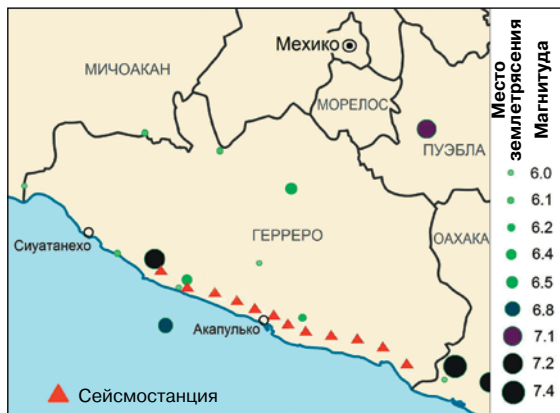 Мехико
МИЧОАКАН
МОРЕЛОС
ПУЭБЛА
ГЕРРЕРО
ОАХАКА
Сиуатанехо
Акапулько
Сейсмостанция
Место
землетрясения
Магнитуда
6.0
6.1
6.2
6.4
6.5
6.8
7.1
7.2
7.4